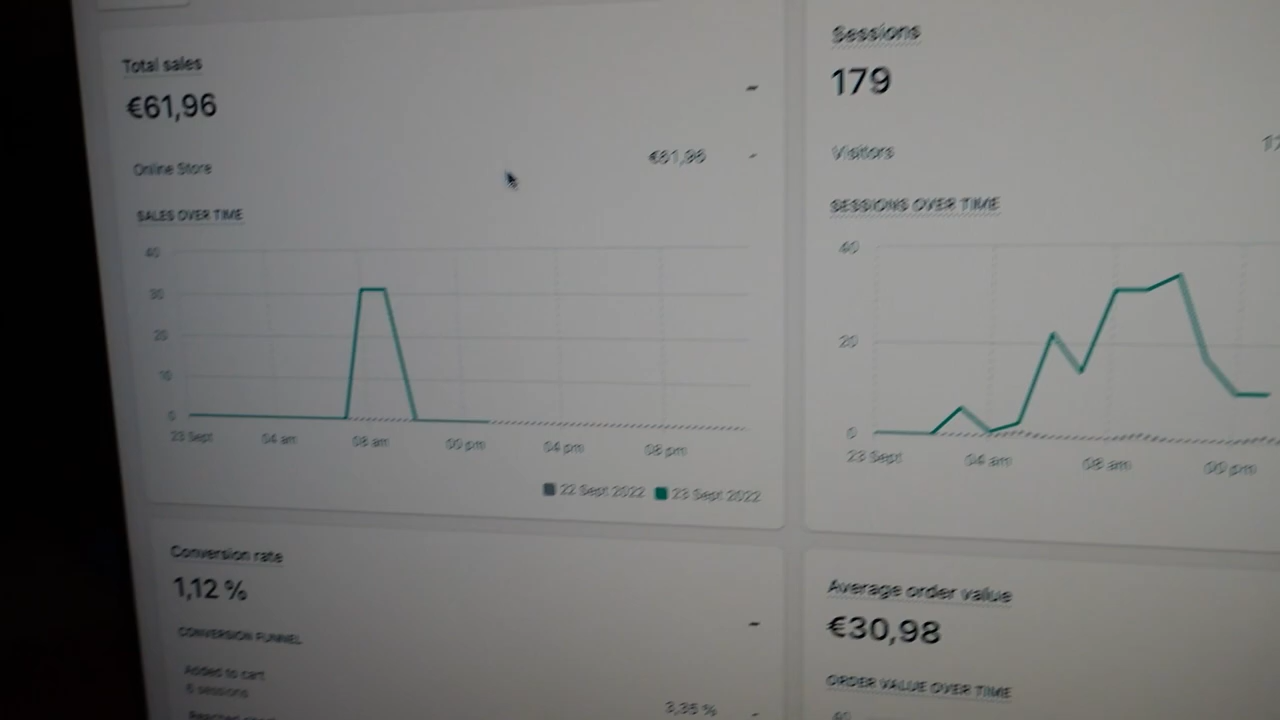 Total sales
€61,96
-
Online Store
€61,96
-
SALES OVER TIME
40
30
20
10
0
23 Sept
04 am
08 am
00 pm
04 pm
08 pm
22 Sept 2022
23 Sept 2022
Sessions
179
Visitors
SESSIONS OVER TIME
40
20
0
23 Sept
04 am
08 am
00 pm
Conversion rate
1,12 %
-
CONVERSION FUNNEL
Added to cart
6 sessions
3,35 %
-
Average order value
€30,98
ORDER VALUE OVER TIME
40